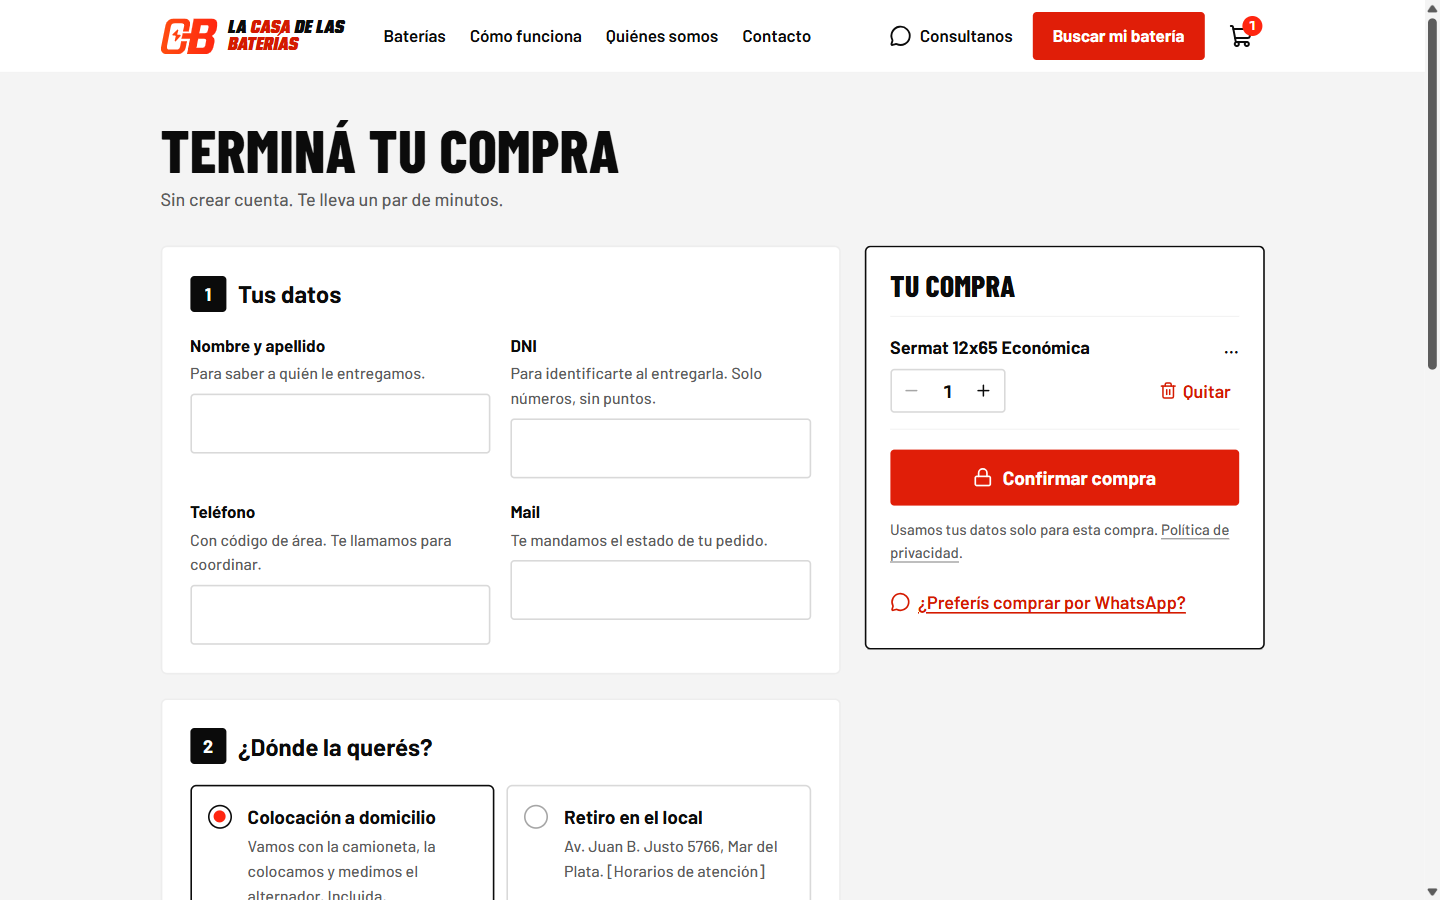 CB LA CASA DE LAS
BATERÍAS
Baterías
Cómo funciona
Quiénes somos
Contacto
Consultanos
Buscar mi batería
1
TERMINÁ TU COMPRA
Sin crear cuenta. Te lleva un par de minutos.
1 Tus datos
Nombre y apellido
Para saber a quién le entregamos.
DNI
Para identificarte al entregarla. Solo
números, sin puntos.
Teléfono
Con código de área. Te llamamos para
coordinar.
Mail
Te mandamos el estado de tu pedido.
2 ¿Dónde la querés?
Colocación a domicilio
Vamos con la camioneta, la
colocamos y medimos el
alternador. Incluida.
Retiro en el local
Av. Juan B. Justo 5766, Mar del
Plata. [Horarios de atención]
TU COMPRA
Sermat 12x65 Económica ...
− 1 +
Quitar
Confirmar compra
Usamos tus datos solo para esta compra. Política de
privacidad.
¿Preferís comprar por WhatsApp?